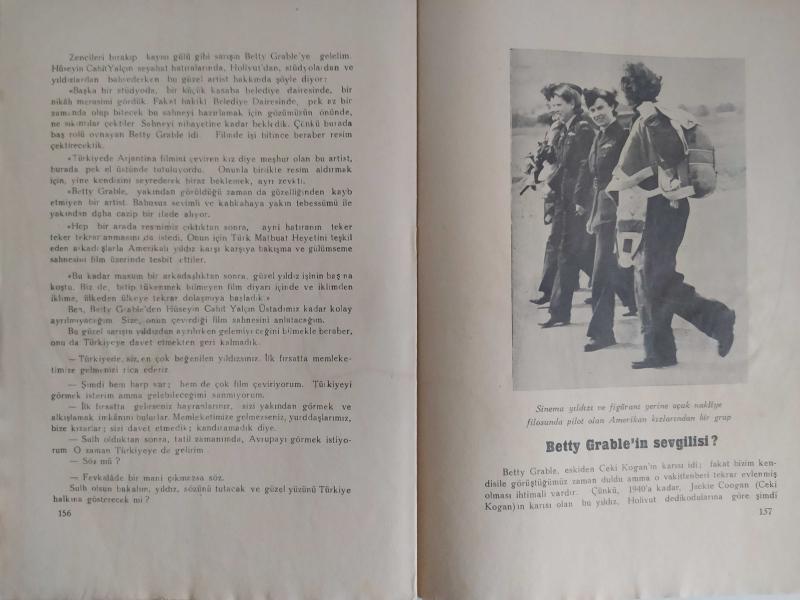 Zencileri bırakıp kayısı gülü gibi sarışın Betty Grable'ye gelelim.
Hüseyin Cahit Yalçın seyahat hatıralarında, Holivut'dan, stüdyolardan ve
yıldızlardan bahsederken bu güzel artist hakkında şöyle diyor:
«Başka bir stüdyoda, bir küçük kasaba belediye dairesinde, bir
nikâh merasimi gördük. Fakat hakiki Belediye Dairesinde, pek az bir
zamanda olup bitecek bu sahneyi hazırlamak için gözümüzün önünde,
ne sıkıntılar çektiler. Sahneyi nihayetine kadar bekledik. Çünkü burada
baş rolü oynayan Betty Grable idi. Filmde işi bitince beraber resim
çektirecektik.
«Türkiyede Arjantina filmini çeviren kız diye meşhur olan bu artist,
burada pek el üstünde tutuluyordu. Onunla birlikte resim aldırmak
için, yine kendisini seyrederek biraz beklemek, ayrı zevkti.
«Betty Grable, yakından görüldüğü zaman da güzelliğinden kayb
etmiyen bir artist. Bahusus sevimli ve kahkahaya yakın tebessümü ile
yakından daha cazip bir ifade alıyor.
«Hep bir arada resmimiz çıktıktan sonra, ayni hatıranın teker
teker tekrarlanmasını da istedi. Onun için Türk Matbuat Heyetini teşkil
eden arkadaşlarla Amerikalı yıldız karşı karşıya bakışma ve gülümseme
sahnesini film üzerinde tesbit ettiler.
«Bu kadar masum bir arkadaşlıktan sonra, güzel yıldız işinin başına
koştu. Biz de, bitip tükenmek bilmeyen film diyarı içinde ve iklimden
iklime, ülkeden ülkeye tekrar dolaşmıya başladık.»
Ben, Betty Grable'den Hüseyin Cahit Yalçın Üstadımız kadar kolay
ayrılmıyacağım. Size, onun çevirdiği film sahnesini anlatacağım.
Bu güzel sarışın yıldızdan ayrılırken gelemiyeceğini bilmekle beraber,
onu da Türkiyeye davet etmekten geri kalmadık.
— Türkiyede, siz, en çok beğenilen yıldızsınız. İlk fırsatta memleke-
timize gelmenizi rica ederiz.
— Şimdi hem harp var; hem de çok film çeviriyorum. Türkiyeyi
görmek isterim amma gelebileceğimi sanmıyorum.
— İlk fırsatta gelirseniz hayranlarınız, sizi yakından görmek ve
alkışlamak imkânını bulurlar. Memleketimize gelmezseniz, yurddaşlarımız,
bize kızarlar; sizi davet etmedik; kandıramadık diye.
— Sulh olduktan sonra, tatil zamanımda, Avrupayı görmek istiyo-
rum. O zaman Türkiyeye de gelirim.
— Söz mü ?
— Fevkalâde bir mani çıkmazsa söz.
Sulh olsun bakalım, yıldız, sözünü tutacak ve güzel yüzünü Türkiye
halkına gösterecek mi ?
156
Sinema yıldızı ve figüranı yerine uçak nakliye
filosunda pilot olan Amerikan kızlarından bir grup
Betty Grable'in sevgilisi ?
Betty Grable, eskiden Ceki Kogan'ın karısı idi; fakat bizim ken-
disile görüştüğümüz zaman duldu amma o vakitfenberi tekrar evlenmiş
olması ihtimali vardır. Çünkü, 1940'a kadar, Jackie Coogan (Ceki
Kogan)ın karısı olan bu yıldız, Holivut dedikodularına göre şimdi
157